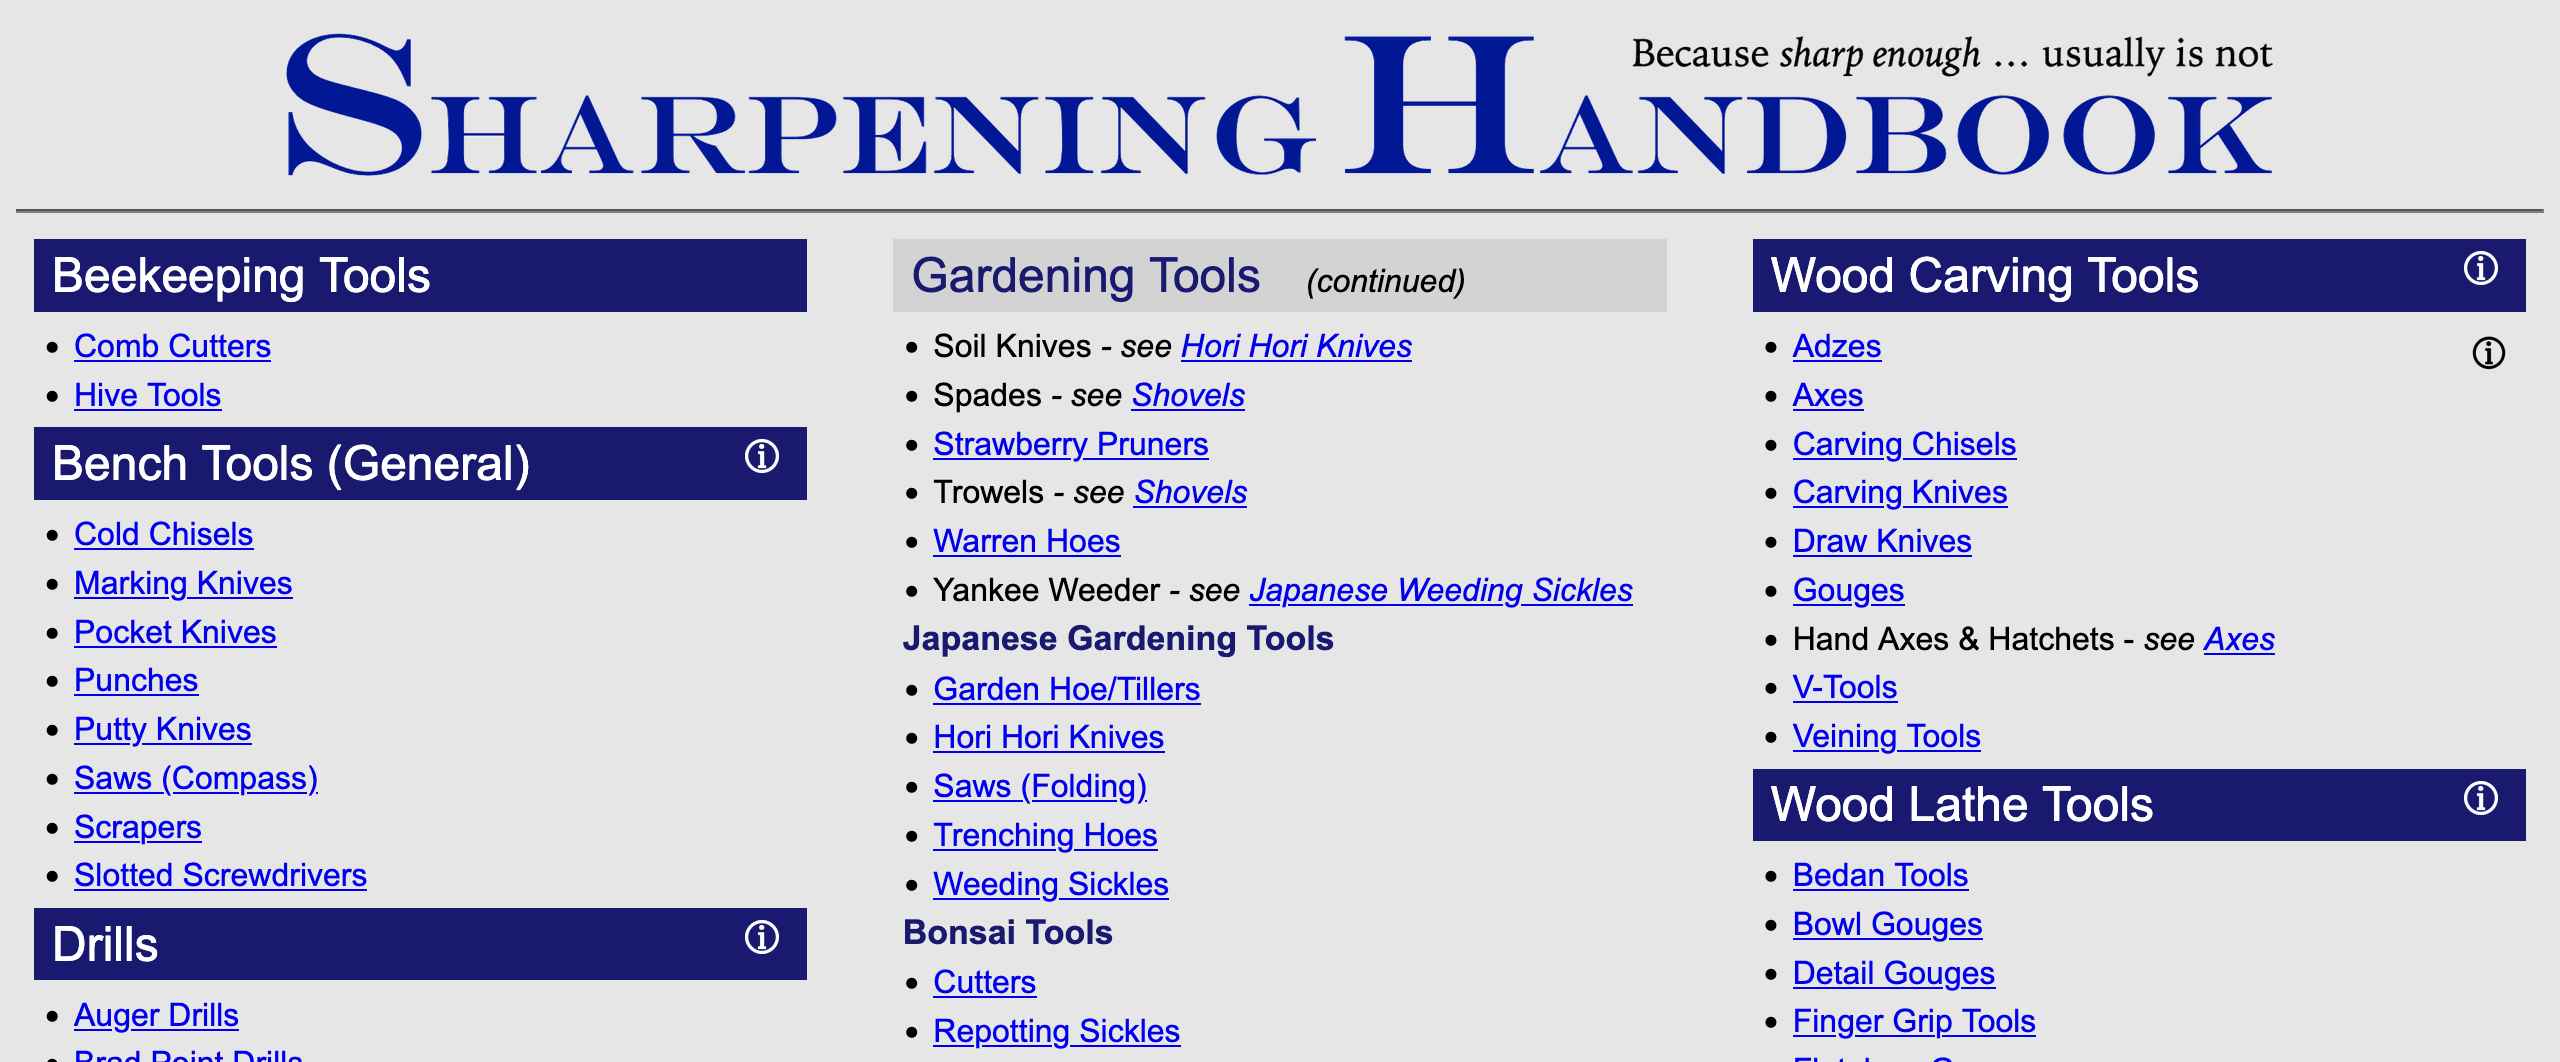 Because sharp enough … usually is not
SHARPENING HANDBOOK
Beekeeping Tools
• Comb Cutters
• Hive Tools
Bench Tools (General)
• Cold Chisels
• Marking Knives
• Pocket Knives
• Punches
• Putty Knives
• Saws (Compass)
• Scrapers
• Slotted Screwdrivers
Drills
• Auger Drills
• Brad Point Drills
Gardening Tools (continued)
• Soil Knives - see Hori Hori Knives
• Spades - see Shovels
• Strawberry Pruners
• Trowels - see Shovels
• Warren Hoes
• Yankee Weeder - see Japanese Weeding Sickles
Japanese Gardening Tools
• Garden Hoe/Tillers
• Hori Hori Knives
• Saws (Folding)
• Trenching Hoes
• Weeding Sickles
Bonsai Tools
• Cutters
• Repotting Sickles
Wood Carving Tools
• Adzes
• Axes
• Carving Chisels
• Carving Knives
• Draw Knives
• Gouges
• Hand Axes & Hatchets - see Axes
• V-Tools
• Veining Tools
Wood Lathe Tools
• Bedan Tools
• Bowl Gouges
• Detail Gouges
• Finger Grip Tools